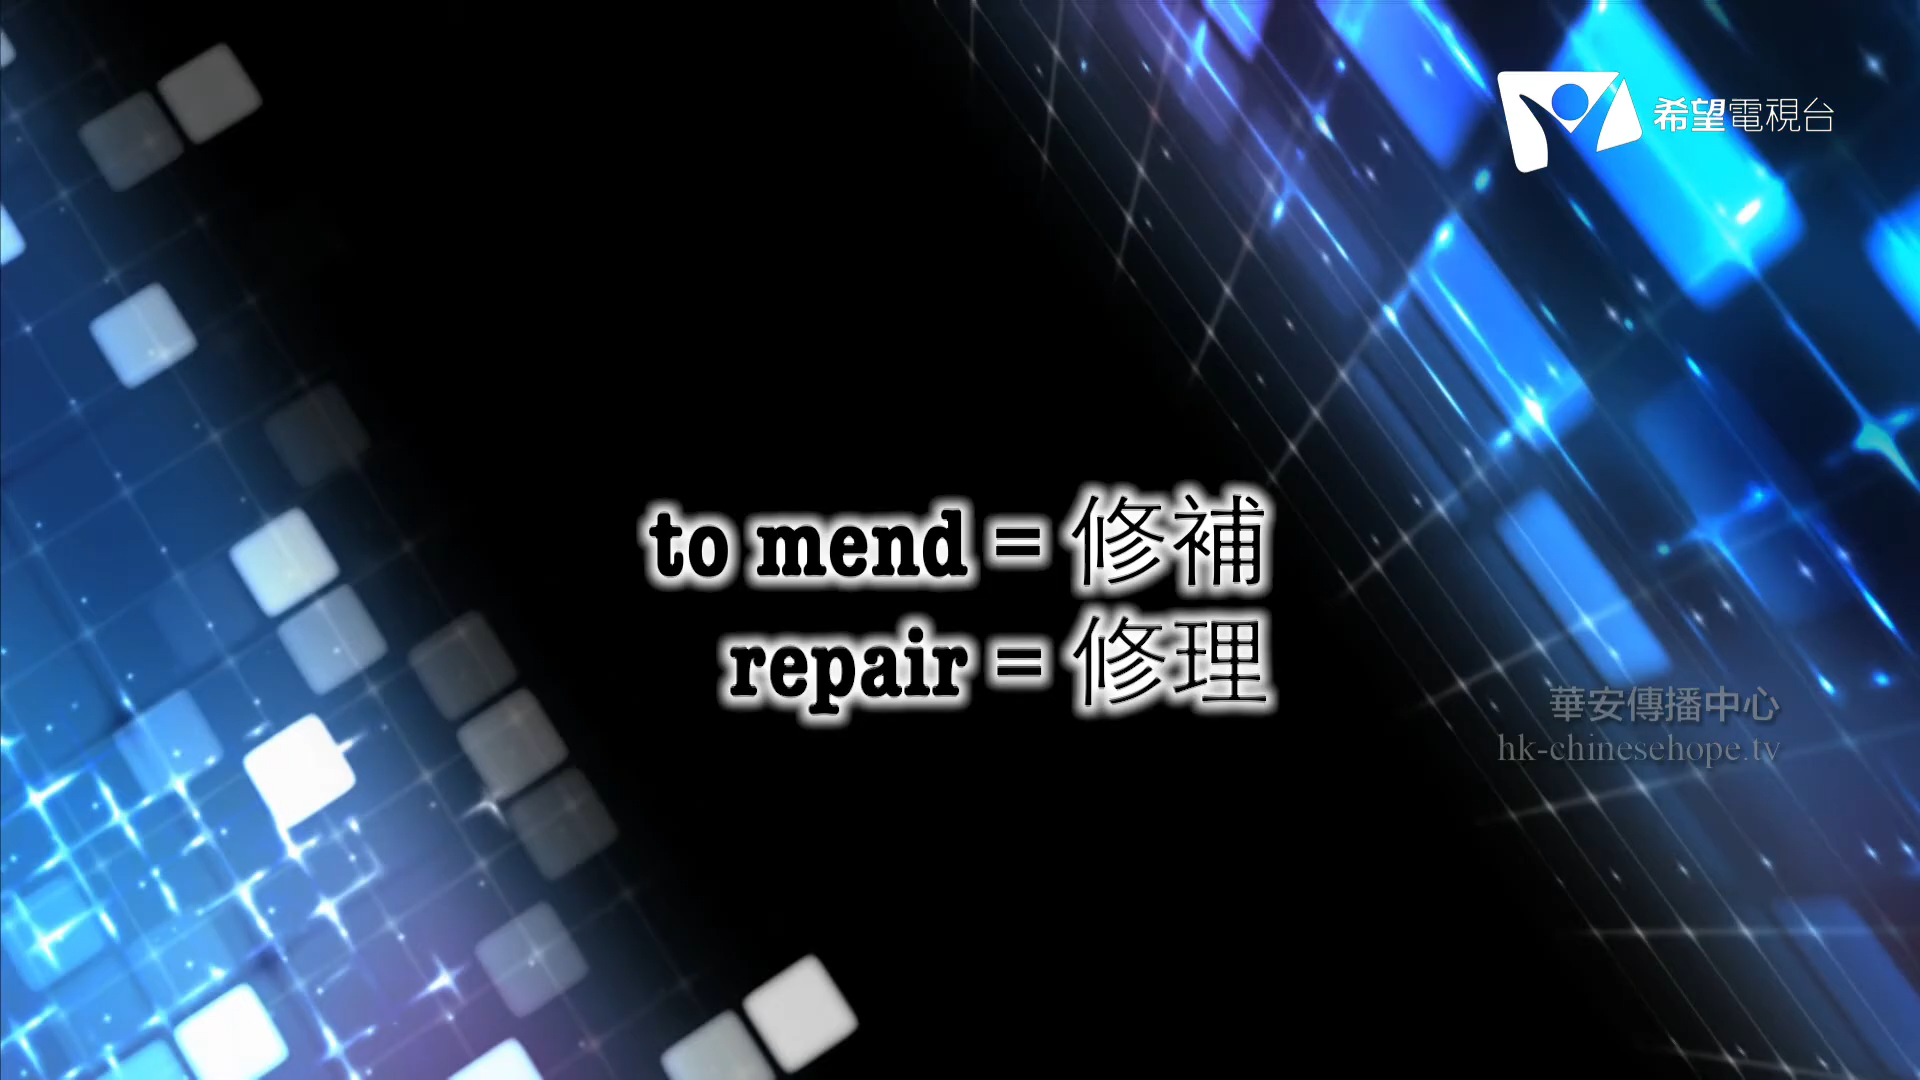 希望電視台
to mend = 修補
repair = 修理
華安傳播中心
hk-chinesehope.tv